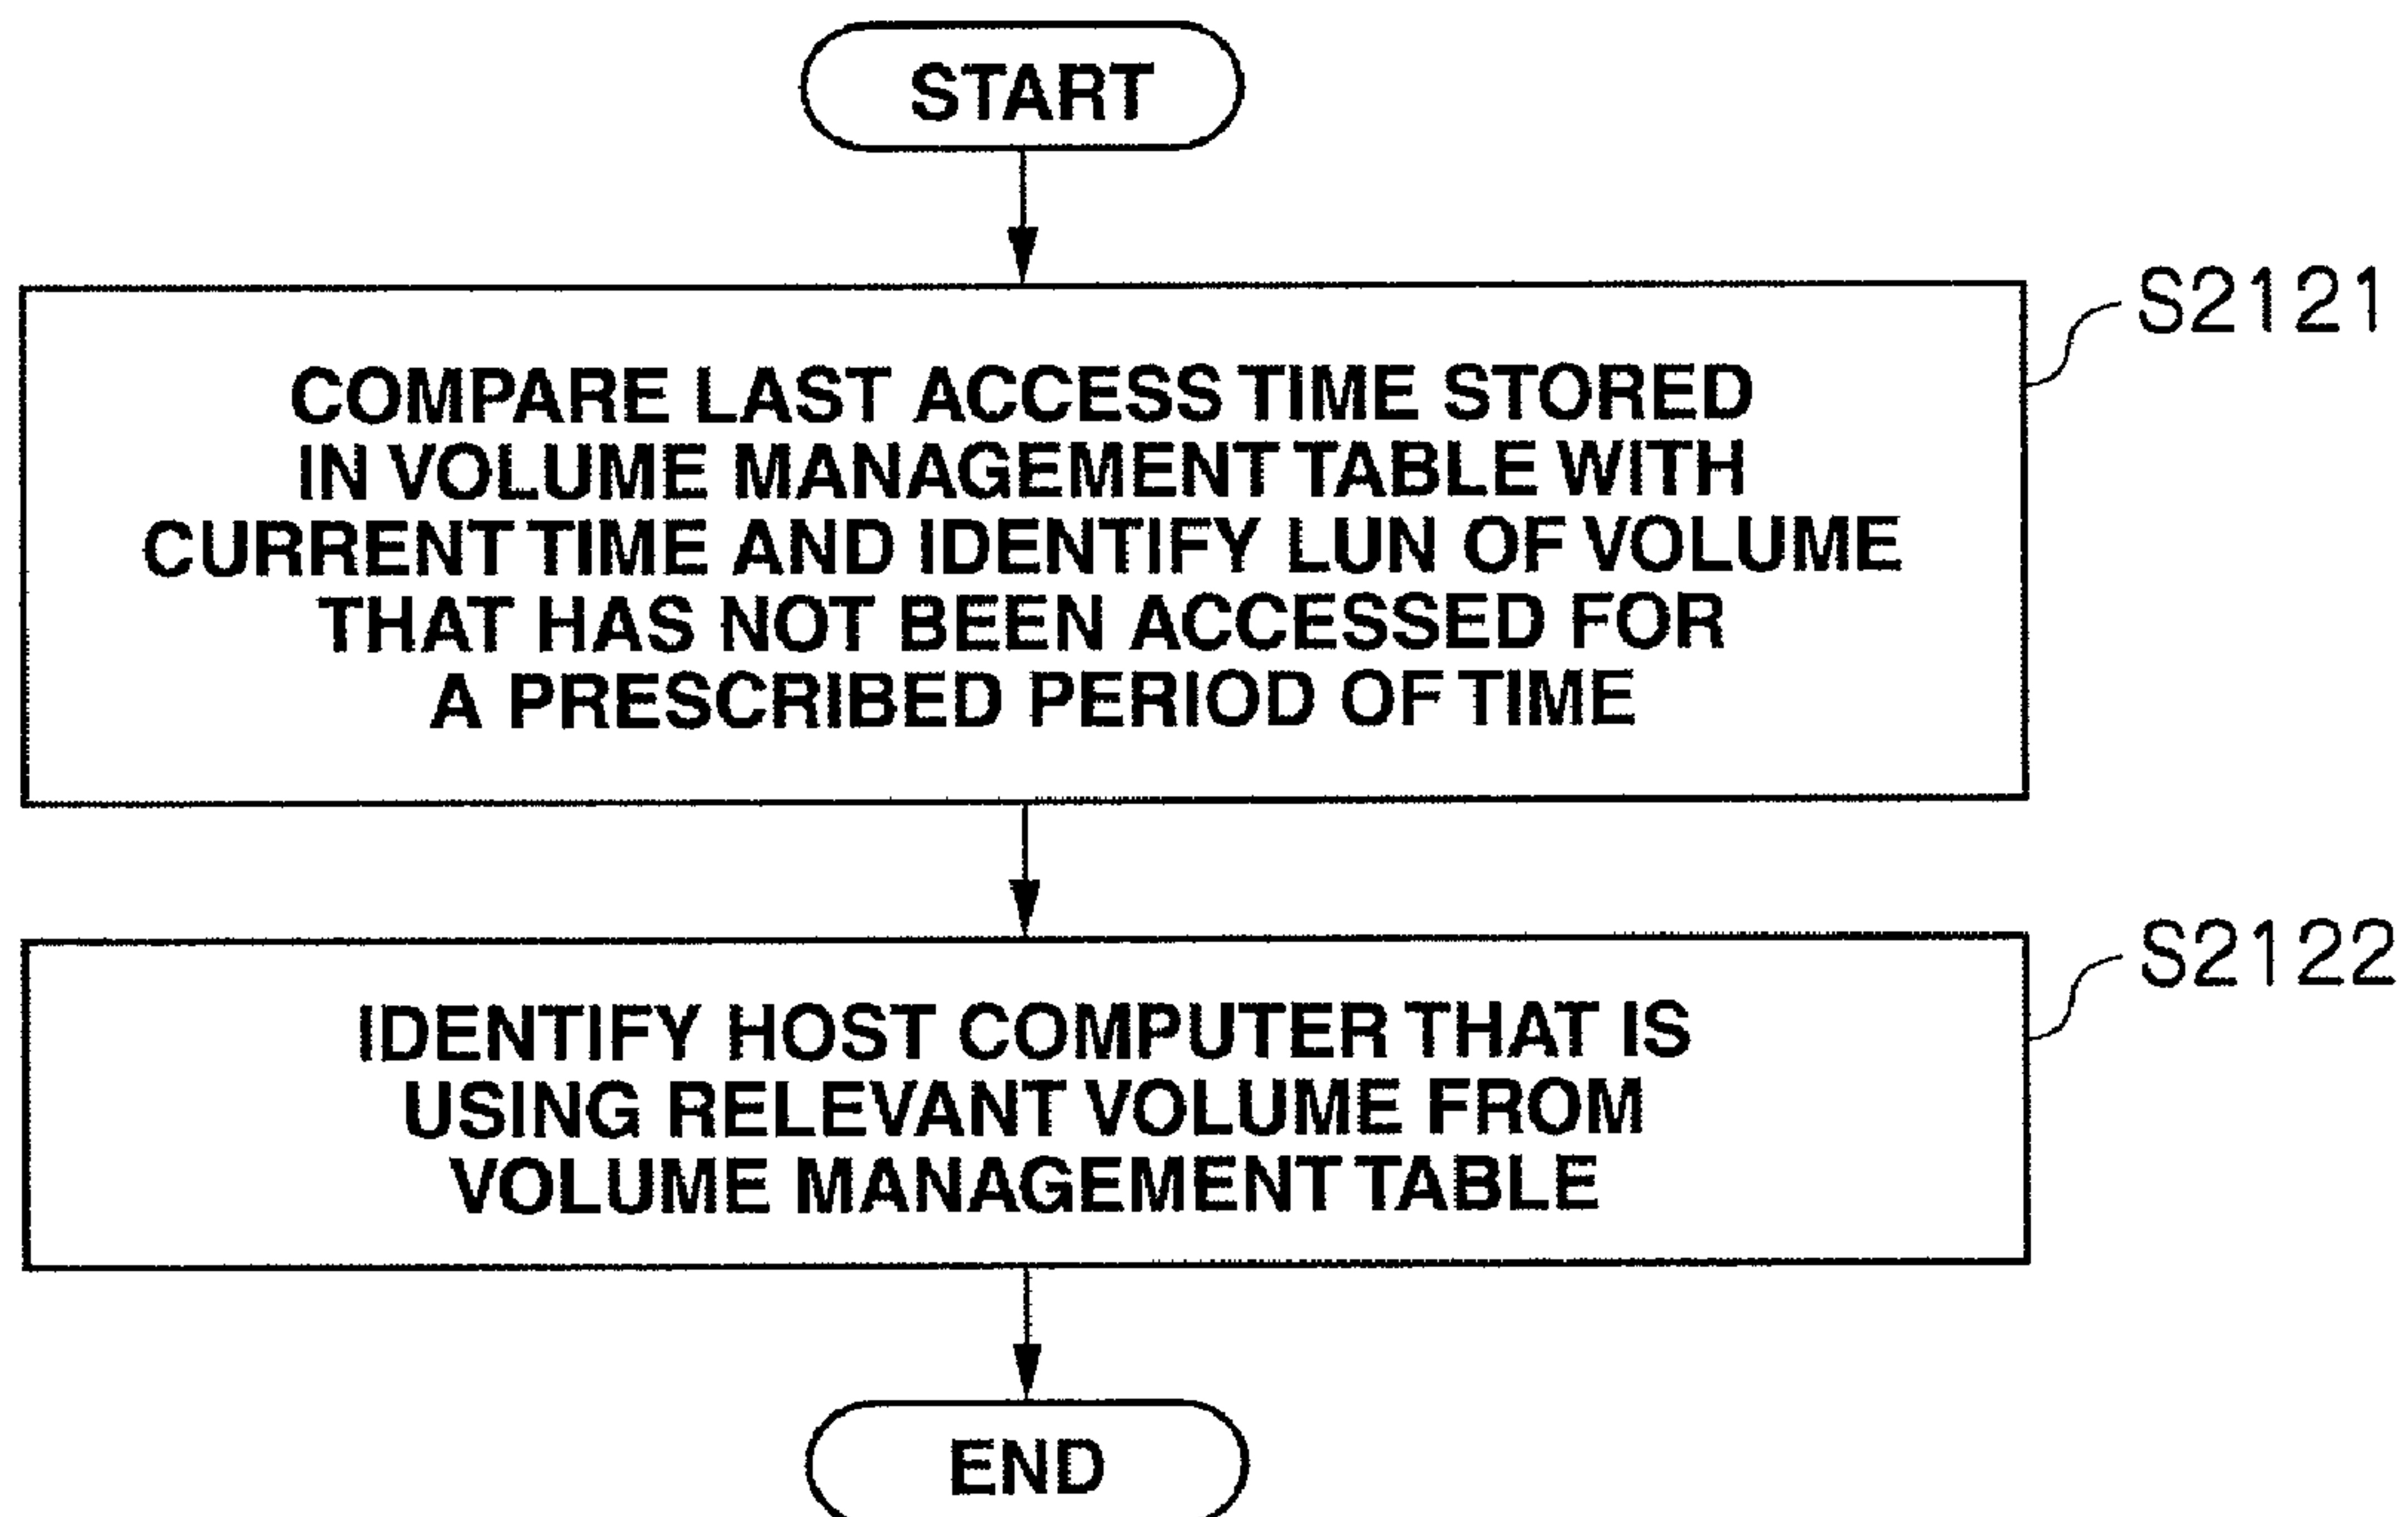 START
S2121
COMPARE LAST ACCESS TIME STORED
IN VOLUME MANAGEMENT TABLE WITH
CURRENT TIME AND IDENTIFY LUN OF VOLUME
THAT HAS NOT BEEN ACCESSED FOR
A PRESCRIBED PERIOD OF TIME
S2122
IDENTIFY HOST COMPUTER THAT IS
USING RELEVANT VOLUME FROM
VOLUME MANAGEMENT TABLE
END